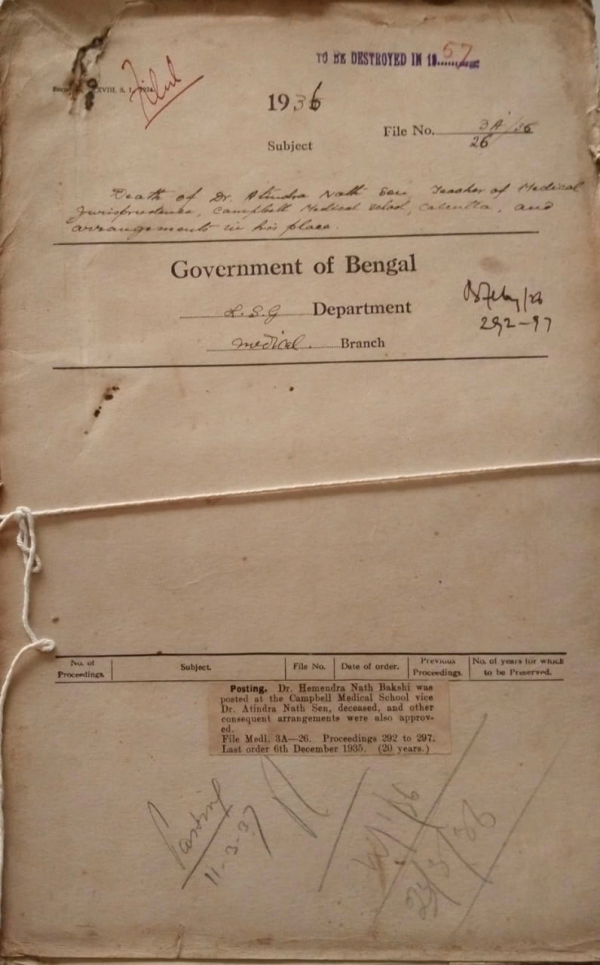 TO BE DESTROYED IN 1957
Filed
1936
Subject
File No. 3A/36
26
Death of Dr. Atindra Nath Sen, Teacher of Medical
Jurisprudence, Campbell Medical School, Calcutta, and
arrangements in his place.
Government of Bengal
L.S.G Department
Medical. Branch
B Feby/36
292-97
No. of Proceedings. Subject. File No. Date of order. Previous Proceedings No. of years for which to be Preserved.
Posting. Dr. Hemendra Nath Bakshi was
posted at the Campbell Medical School vice
Dr. Atindra Nath Sen, deceased, and other
consequent arrangements were also approv-
ed.
File Medl. 3A—26. Proceedings 292 to 297.
Last order 6th December 1935. (20 years.)
11-3-37